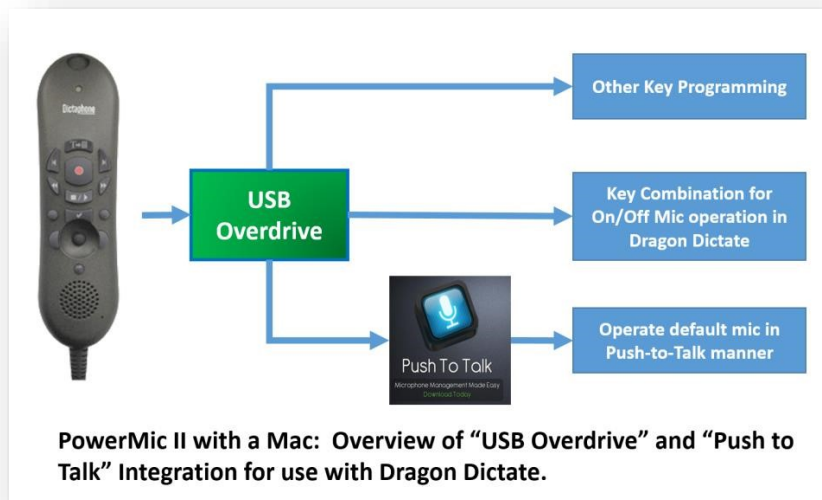 Dictaphone
Other Key Programming
USB
Overdrive
Key Combination for
On/Off Mic operation in
Dragon Dictate
Push To Talk
Microphone Management Made Easy
Download Today
Operate default mic in
Push-to-Talk manner
PowerMic II with a Mac:  Overview of “USB Overdrive” and “Push to
Talk” Integration for use with Dragon Dictate.